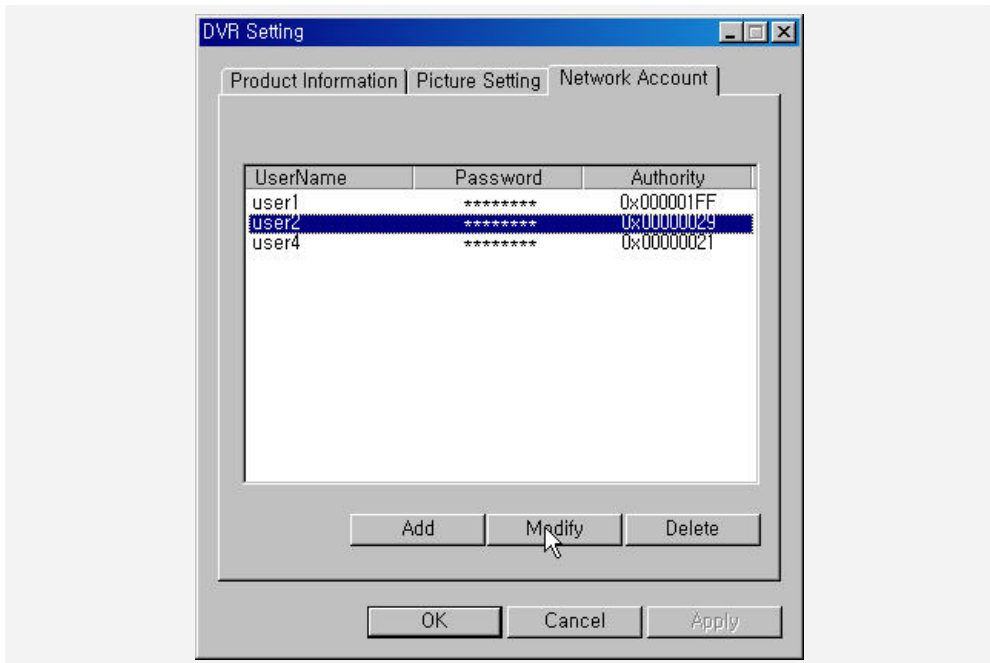 DVR Setting
Product Information Picture Setting Network Account
UserName Password Authority
user1 ******** 0x000001FF
user2 ******** 0x00000029
user4 ******** 0x00000021
Add Modify Delete
OK Cancel Apply